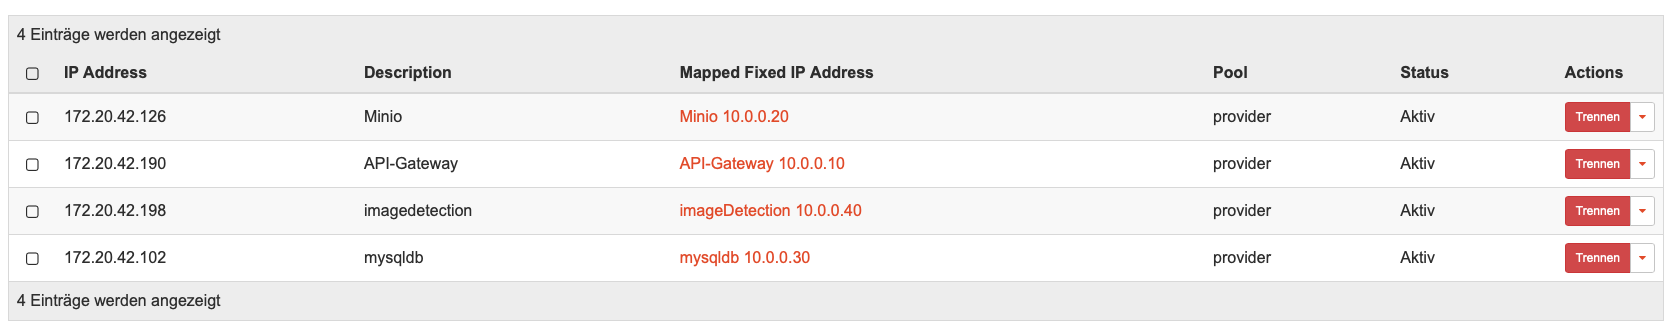 4 Einträge werden angezeigt
IP Address Description Mapped Fixed IP Address Pool Status Actions
172.20.42.126 Minio Minio 10.0.0.20 provider Aktiv Trennen
172.20.42.190 API-Gateway API-Gateway 10.0.0.10 provider Aktiv Trennen
172.20.42.198 imagedetection imageDetection 10.0.0.40 provider Aktiv Trennen
172.20.42.102 mysqldb mysqldb 10.0.0.30 provider Aktiv Trennen
4 Einträge werden angezeigt